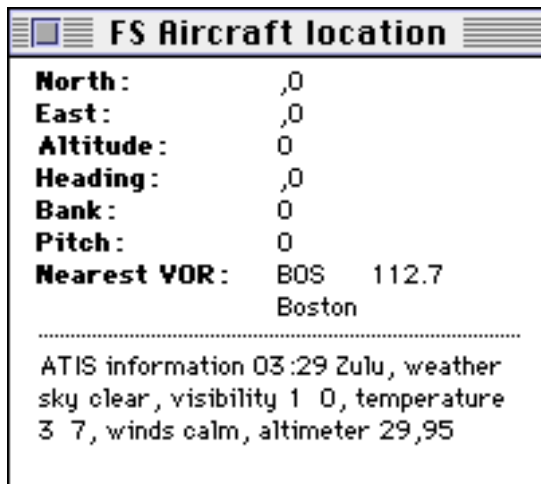 FS Aircraft location
North: ,0
East: ,0
Altitude: 0
Heading: ,0
Bank: 0
Pitch: 0
Nearest VOR: BOS 112.7
Boston
ATIS information 03:29 Zulu, weather
sky clear, visibility 1 0, temperature
3 7, winds calm, altimeter 29,95